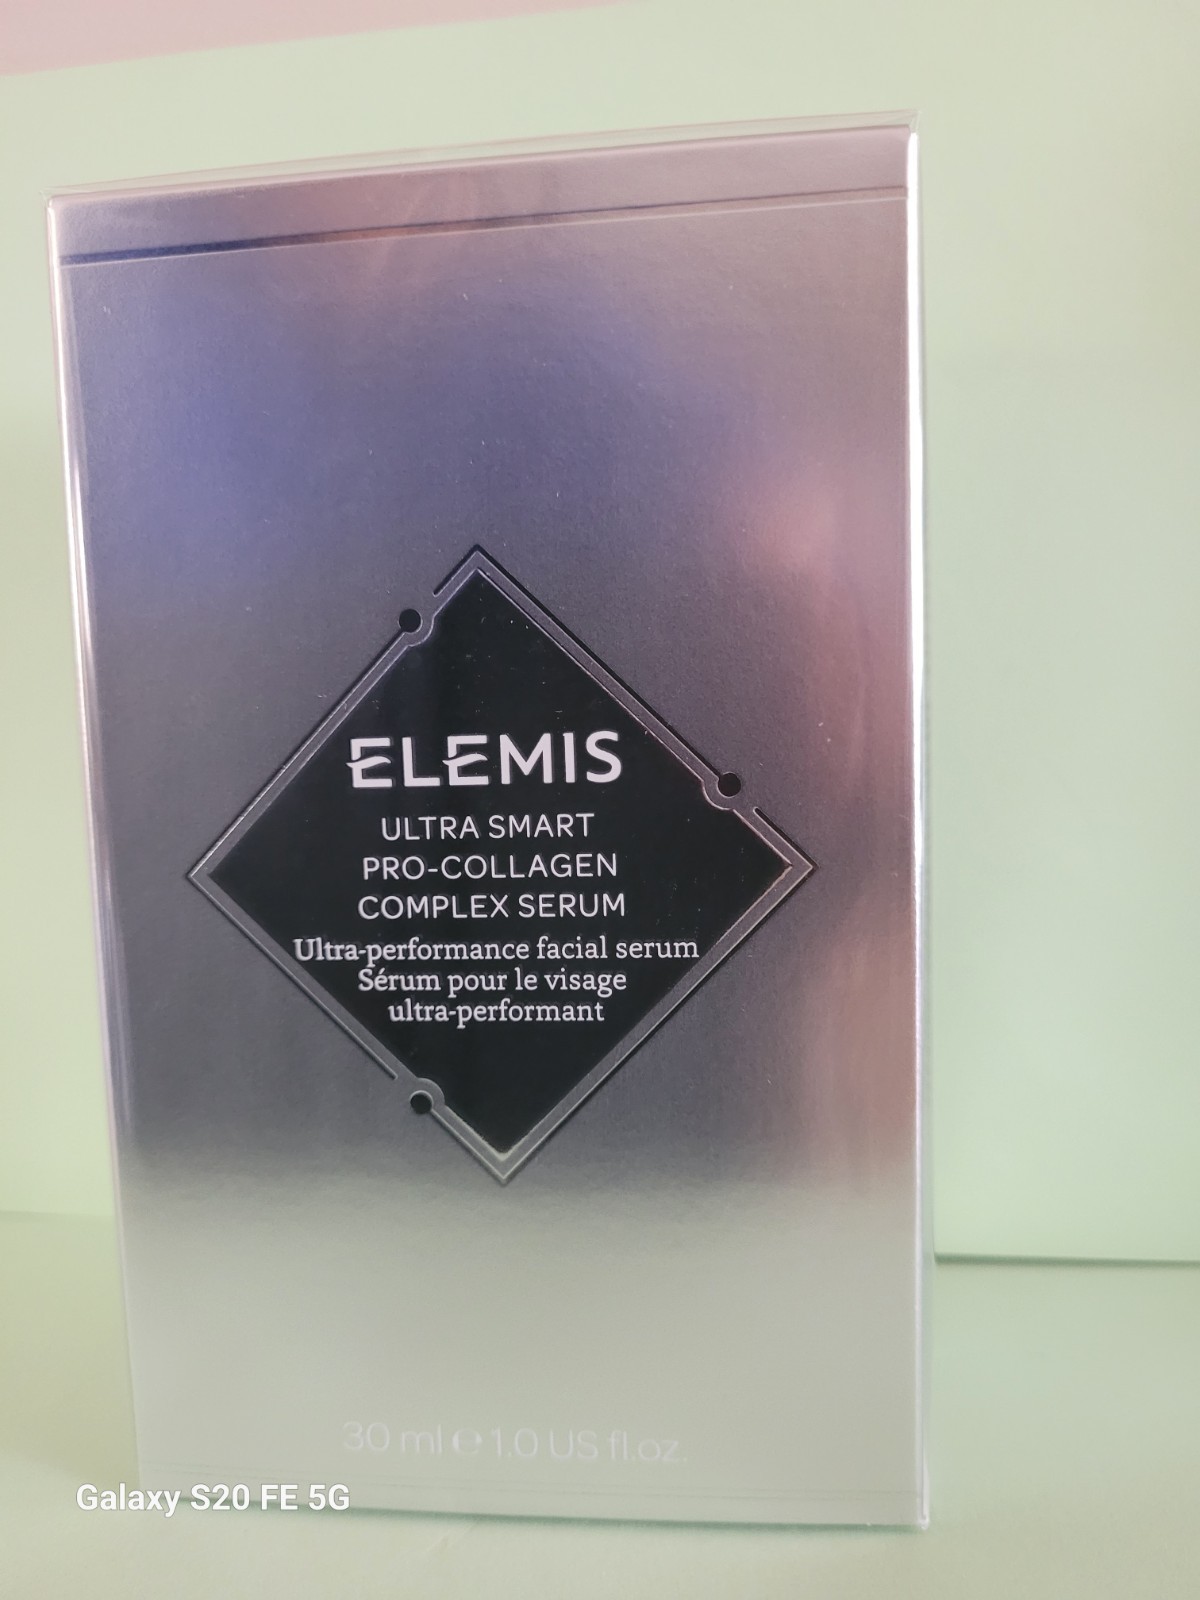 ELEMIS
ULTRA SMART
PRO-COLLAGEN
COMPLEX SERUM
Ultra-performance facial serum
Sérum pour le visage
ultra-performant
30 ml ℮ 1.0 US fl.oz.
Galaxy S20 FE 5G